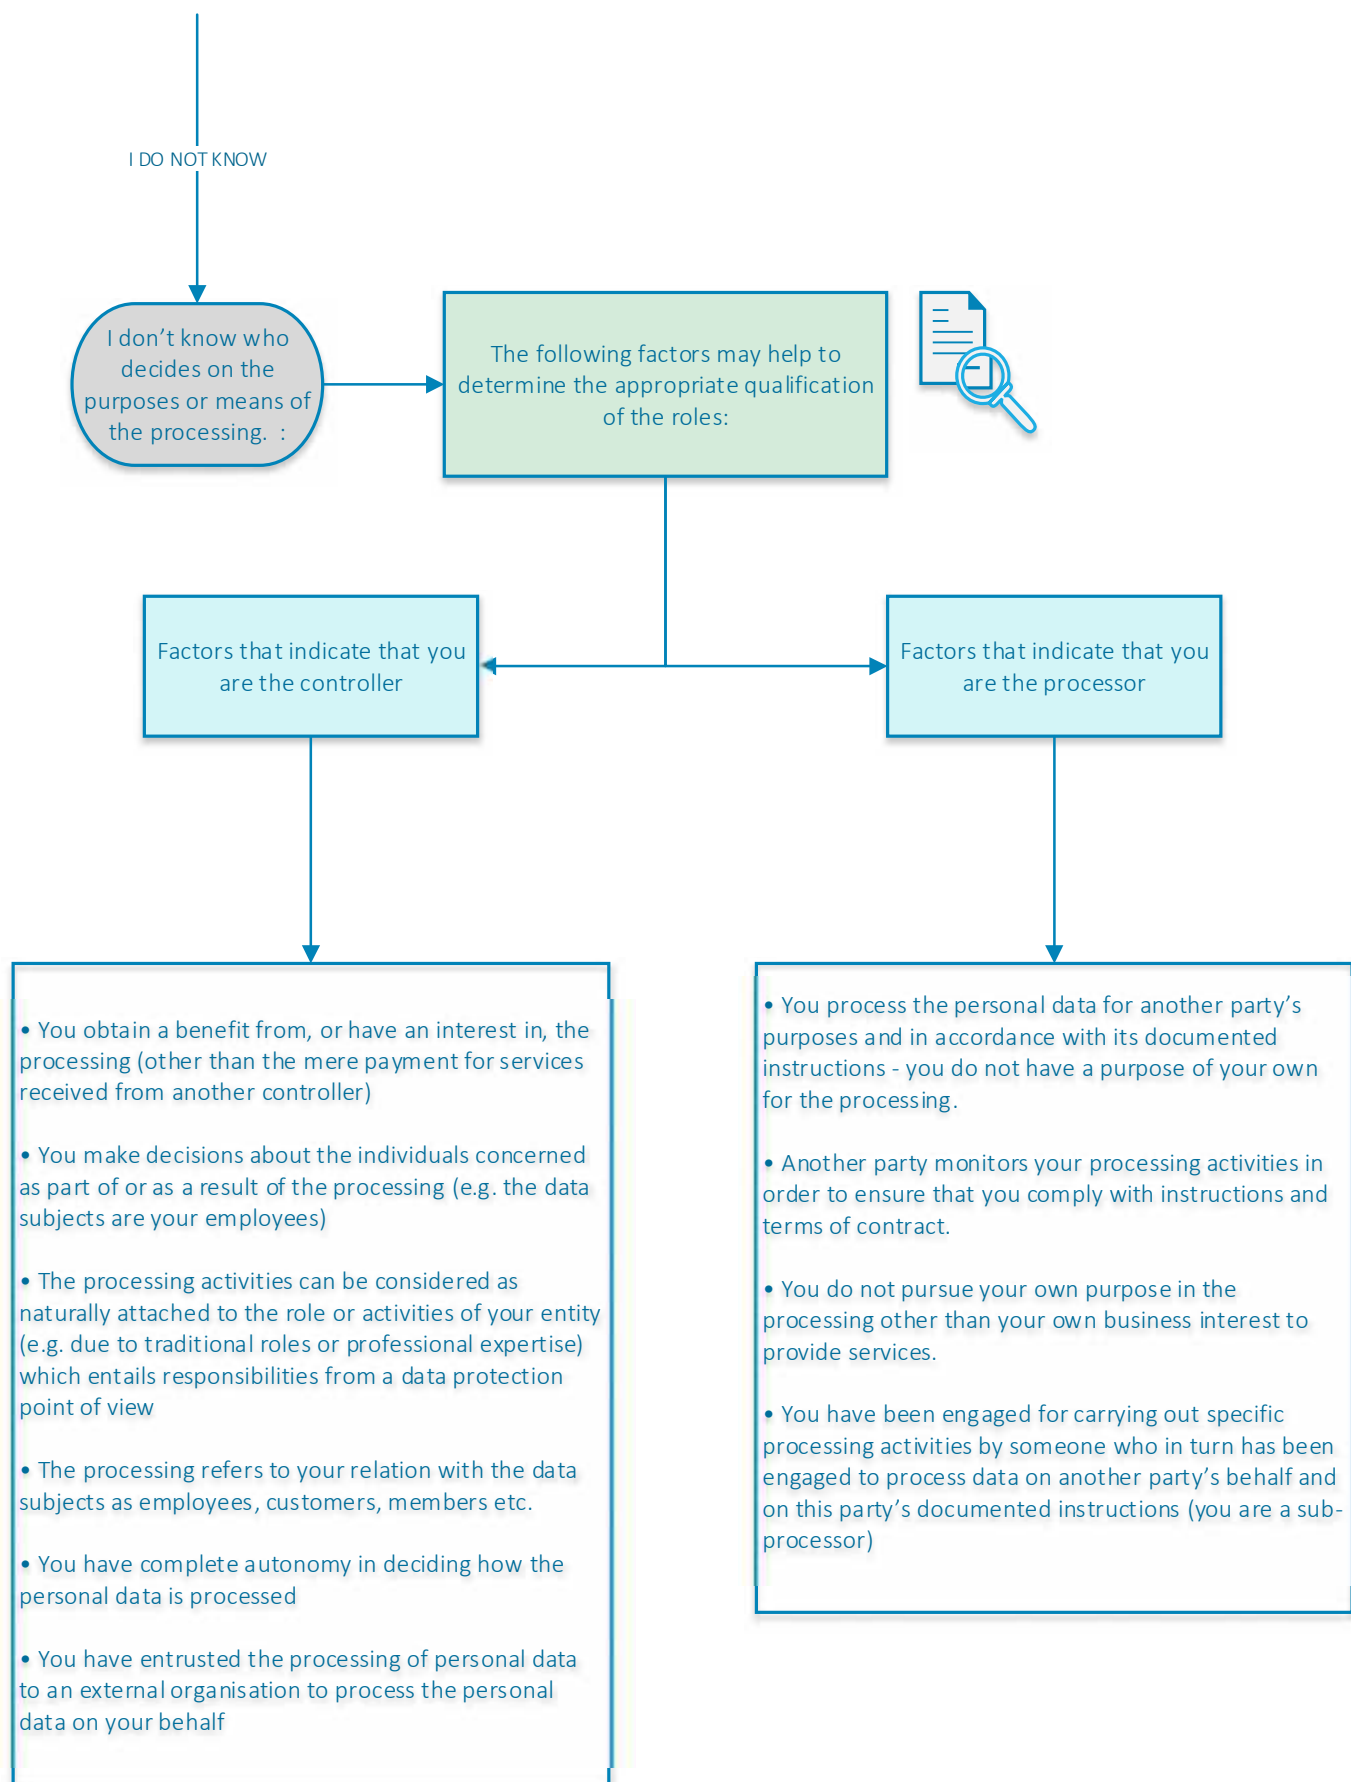 I DO NOT KNOW
I don’t know who
decides on the
purposes or means of
the processing.  :
The following factors may help to
determine the appropriate qualification
of the roles:
Factors that indicate that you
are the controller
Factors that indicate that you
are the processor
• You obtain a benefit from, or have an interest in, the
processing (other than the mere payment for services
received from another controller)
• You make decisions about the individuals concerned
as part of or as a result of the processing (e.g. the data
subjects are your employees)
• The processing activities can be considered as
naturally attached to the role or activities of your entity
(e.g. due to traditional roles or professional expertise)
which entails responsibilities from a data protection
point of view
• The processing refers to your relation with the data
subjects as employees, customers, members etc.
• You have complete autonomy in deciding how the
personal data is processed
• You have entrusted the processing of personal data
to an external organisation to process the personal
data on your behalf
• You process the personal data for another party’s
purposes and in accordance with its documented
instructions - you do not have a purpose of your own
for the processing.
• Another party monitors your processing activities in
order to ensure that you comply with instructions and
terms of contract.
• You do not pursue your own purpose in the
processing other than your own business interest to
provide services.
• You have been engaged for carrying out specific
processing activities by someone who in turn has been
engaged to process data on another party’s behalf and
on this party’s documented instructions (you are a sub-
processor)